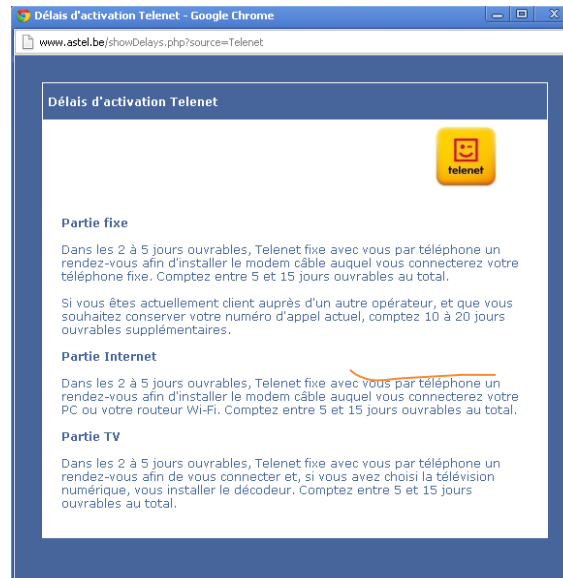 Délais d'activation Telenet - Google Chrome
www.astel.be/showDelays.php?source=Telenet
Délais d'activation Telenet
telenet
Partie fixe
Dans les 2 à 5 jours ouvrables, Telenet fixe avec vous par téléphone un
rendez-vous afin d'installer le modem câble auquel vous connecterez votre
téléphone fixe. Comptez entre 5 et 15 jours ouvrables au total.
Si vous êtes actuellement client auprès d'un autre opérateur, et que vous
souhaitez conserver votre numéro d'appel actuel, comptez 10 à 20 jours
ouvrables supplémentaires.
Partie Internet
Dans les 2 à 5 jours ouvrables, Telenet fixe avec vous par téléphone un
rendez-vous afin d'installer le modem câble auquel vous connecterez votre
PC ou votre routeur Wi-Fi. Comptez entre 5 et 15 jours ouvrables au total.
Partie TV
Dans les 2 à 5 jours ouvrables, Telenet fixe avec vous par téléphone un
rendez-vous afin de vous connecter et, si vous avez choisi la télévision
numérique, vous installer le décodeur. Comptez entre 5 et 15 jours
ouvrables au total.